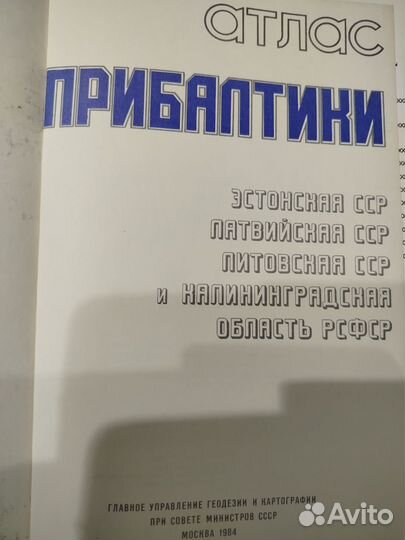 атлас
ПРИБАЛТИКИ
ЭСТОНСКАЯ ССР
ЛАТВИЙСКАЯ ССР
ЛИТОВСКАЯ ССР
и КАЛИНИНГРАДСКАЯ
ОБЛАСТЬ РСФСР
ГЛАВНОЕ УПРАВЛЕНИЕ ГЕОДЕЗИИ И КАРТОГРАФИИ
ПРИ СОВЕТЕ МИНИСТРОВ СССР
МОСКВА 1984
Avito